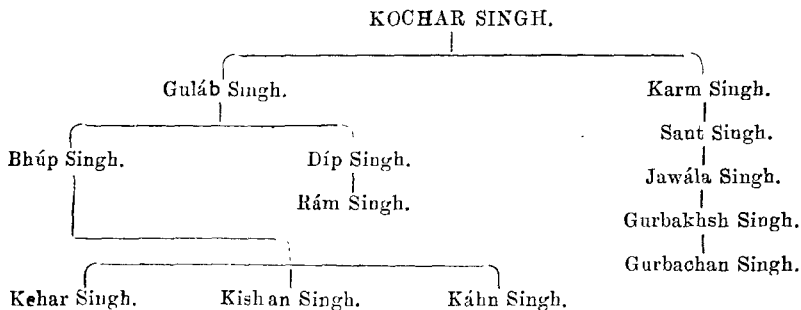 KOCHAR SINGH.
Guláb Singh. Karm Singh.
Sant Singh.
Bhúp Singh. Díp Singh.
Jawála Singh.
Rám Singh.
Gurbakhsh Singh.
Gurbachan Singh.
Kehar Singh. Kishan Singh. Káhn Singh.